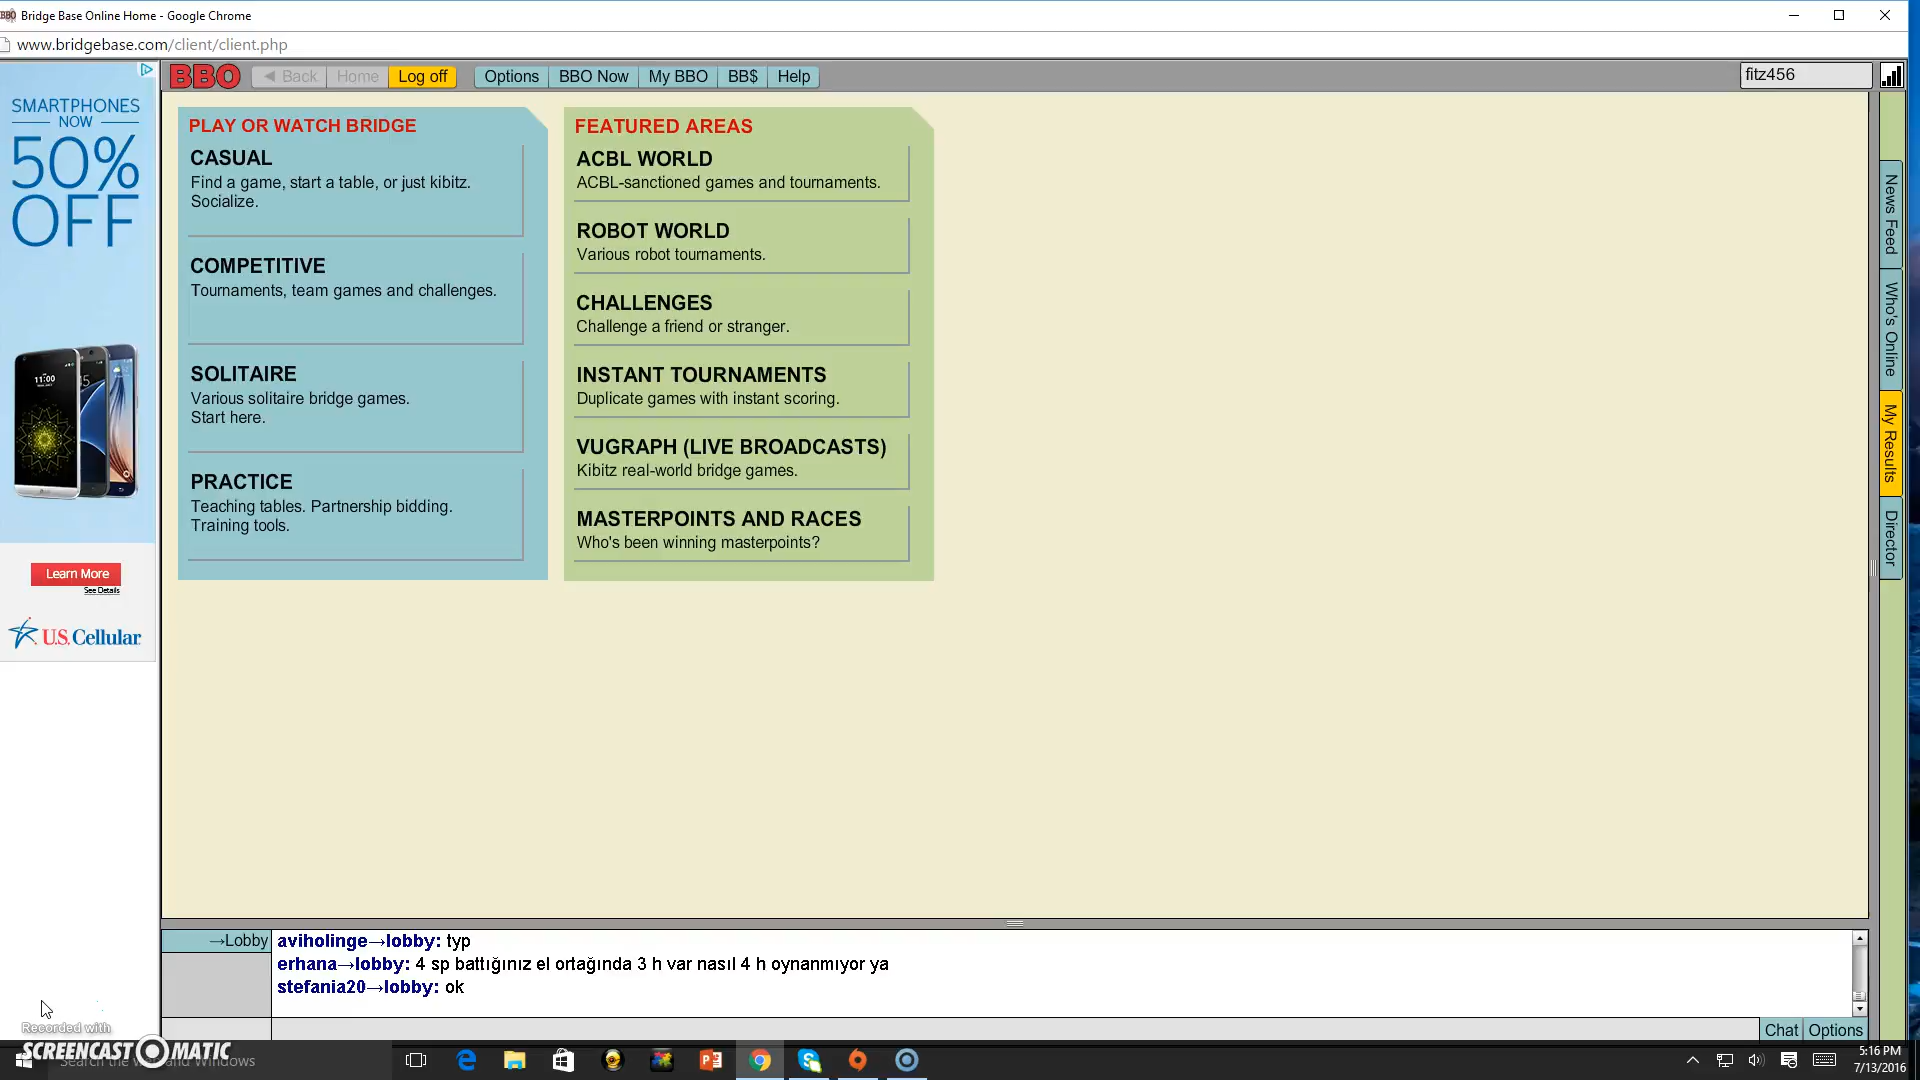 Bridge Base Online Home - Google Chrome
www.bridgebase.com/client/client.php
SMARTPHONES
NOW
50%
OFF
11:00
Learn More
See Details
U.S. Cellular
BBO
Back
Home
Log off
Options
BBO Now
My BBO
BB$
Help
fitz456
PLAY OR WATCH BRIDGE
CASUAL
Find a game, start a table, or just kibitz.
Socialize.
COMPETITIVE
Tournaments, team games and challenges.
SOLITAIRE
Various solitaire bridge games.
Start here.
PRACTICE
Teaching tables. Partnership bidding.
Training tools.
FEATURED AREAS
ACBL WORLD
ACBL-sanctioned games and tournaments.
ROBOT WORLD
Various robot tournaments.
CHALLENGES
Challenge a friend or stranger.
INSTANT TOURNAMENTS
Duplicate games with instant scoring.
VUGRAPH (LIVE BROADCASTS)
Kibitz real-world bridge games.
MASTERPOINTS AND RACES
Who's been winning masterpoints?
News Feed
Who's Online
My Results
Director
→Lobby
aviholinge→lobby: typ
erhana→lobby: 4 sp battığınız el ortağında 3 h var nasıl 4 h oynanmıyor ya
stefania20→lobby: ok
Chat
Options
Recorded with
SCREENCAST O MATIC
Search the web and Windows
5:16 PM
7/13/2016